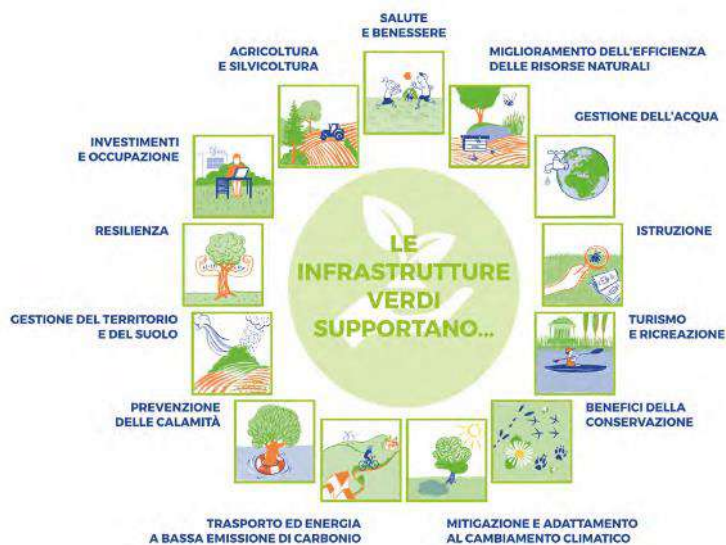 SALUTE
E BENESSERE
MIGLIORAMENTO DELL'EFFICIENZA
DELLE RISORSE NATURALI
GESTIONE DELL'ACQUA
ISTRUZIONE
TURISMO
E RICREAZIONE
BENEFICI DELLA
CONSERVAZIONE
MITIGAZIONE E ADATTAMENTO
AL CAMBIAMENTO CLIMATICO
TRASPORTO ED ENERGIA
A BASSA EMISSIONE DI CARBONIO
PREVENZIONE
DELLE CALAMITÀ
GESTIONE DEL TERRITORIO
E DEL SUOLO
RESILIENZA
INVESTIMENTI
E OCCUPAZIONE
AGRICOLTURA
E SILVICOLTURA
LE
INFRASTRUTTURE
VERDI
SUPPORTANO...